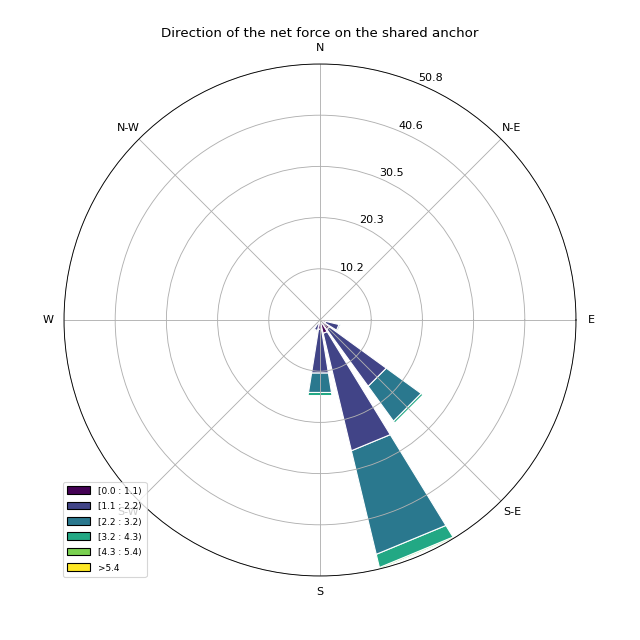 Direction of the net force on the shared anchor
N
50.8
N-W
N-E
40.6
30.5
20.3
10.2
W
E
[0.0 : 1.1)
[1.1 : 2.2)
S-W
S-E
[2.2 : 3.2)
[3.2 : 4.3)
[4.3 : 5.4)
>5.4
S